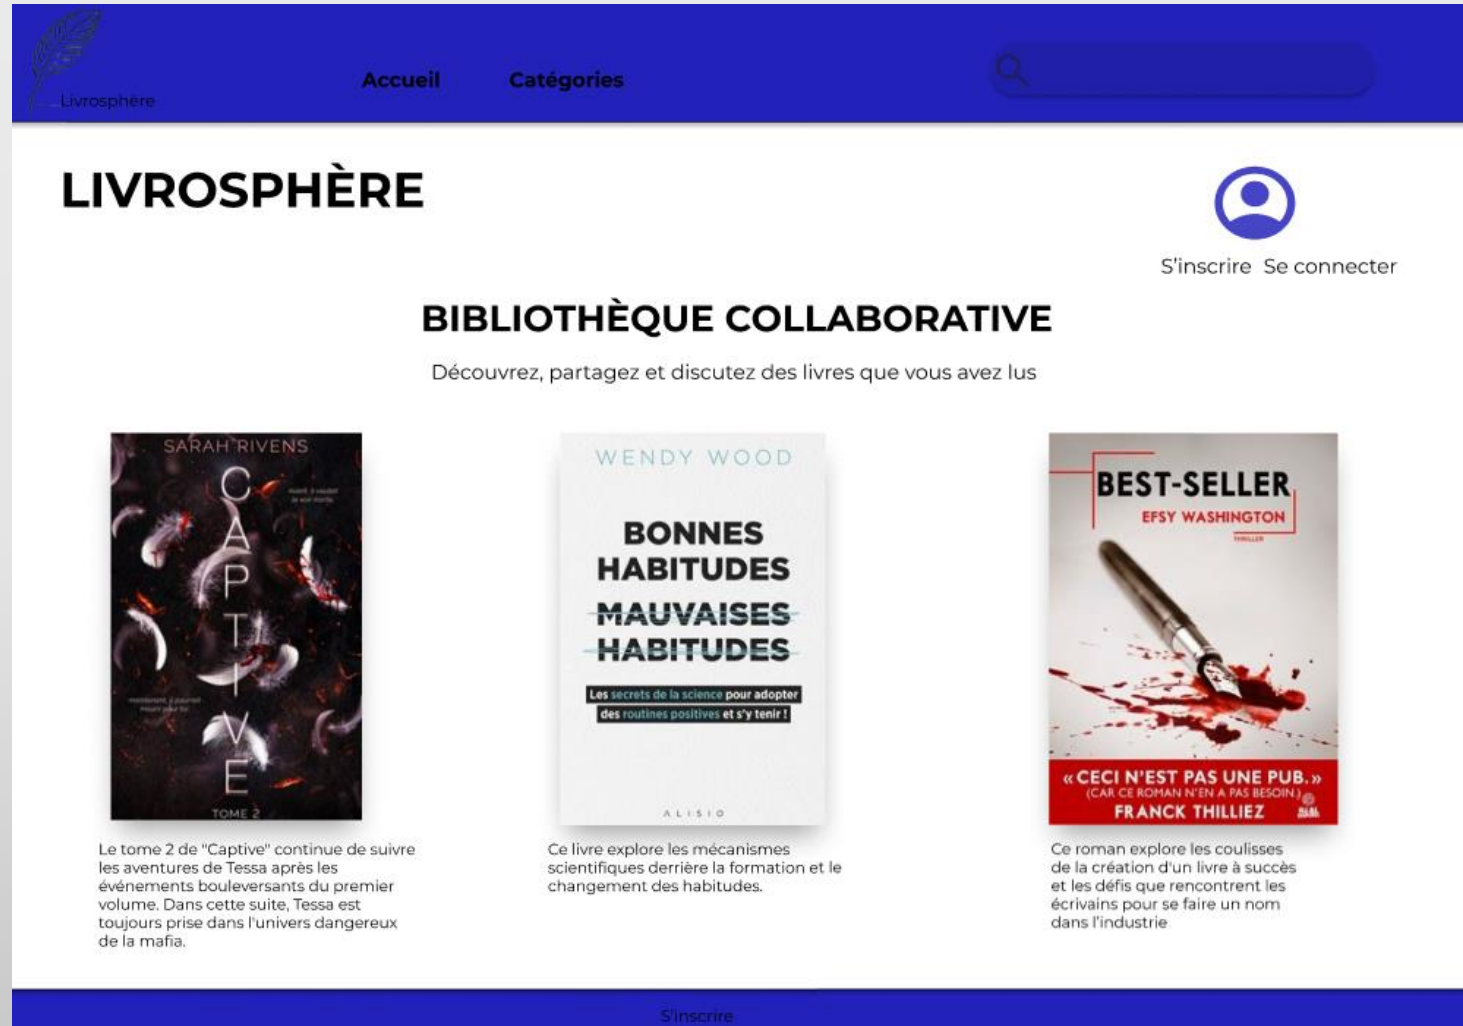 Livrosphère
Accueil
Catégories
LIVROSPHÈRE
S'inscrire Se connecter
BIBLIOTHÈQUE COLLABORATIVE
Découvrez, partagez et discutez des livres que vous avez lus
SARAH RIVENS
CAPTIVE
TOME 2
WENDY WOOD
BONNES
HABITUDES
MAUVAISES
HABITUDES
Les secrets de la science pour adopter
des routines positives et s'y tenir !
ALISIO
BEST-SELLER
EFSY WASHINGTON
THRILLER
« CECI N'EST PAS UNE PUB. »
(CAR CE ROMAN N'EN A PAS BESOIN.)
FRANCK THILLIEZ
Le tome 2 de "Captive" continue de suivre
les aventures de Tessa après les
événements bouleversants du premier
volume. Dans cette suite, Tessa est
toujours prise dans l'univers dangereux
de la mafia.
Ce livre explore les mécanismes
scientifiques derrière la formation et le
changement des habitudes.
Ce roman explore les coulisses
de la création d'un livre à succès
et les défis que rencontrent les
écrivains pour se faire un nom
dans l'industrie
S'inscrire